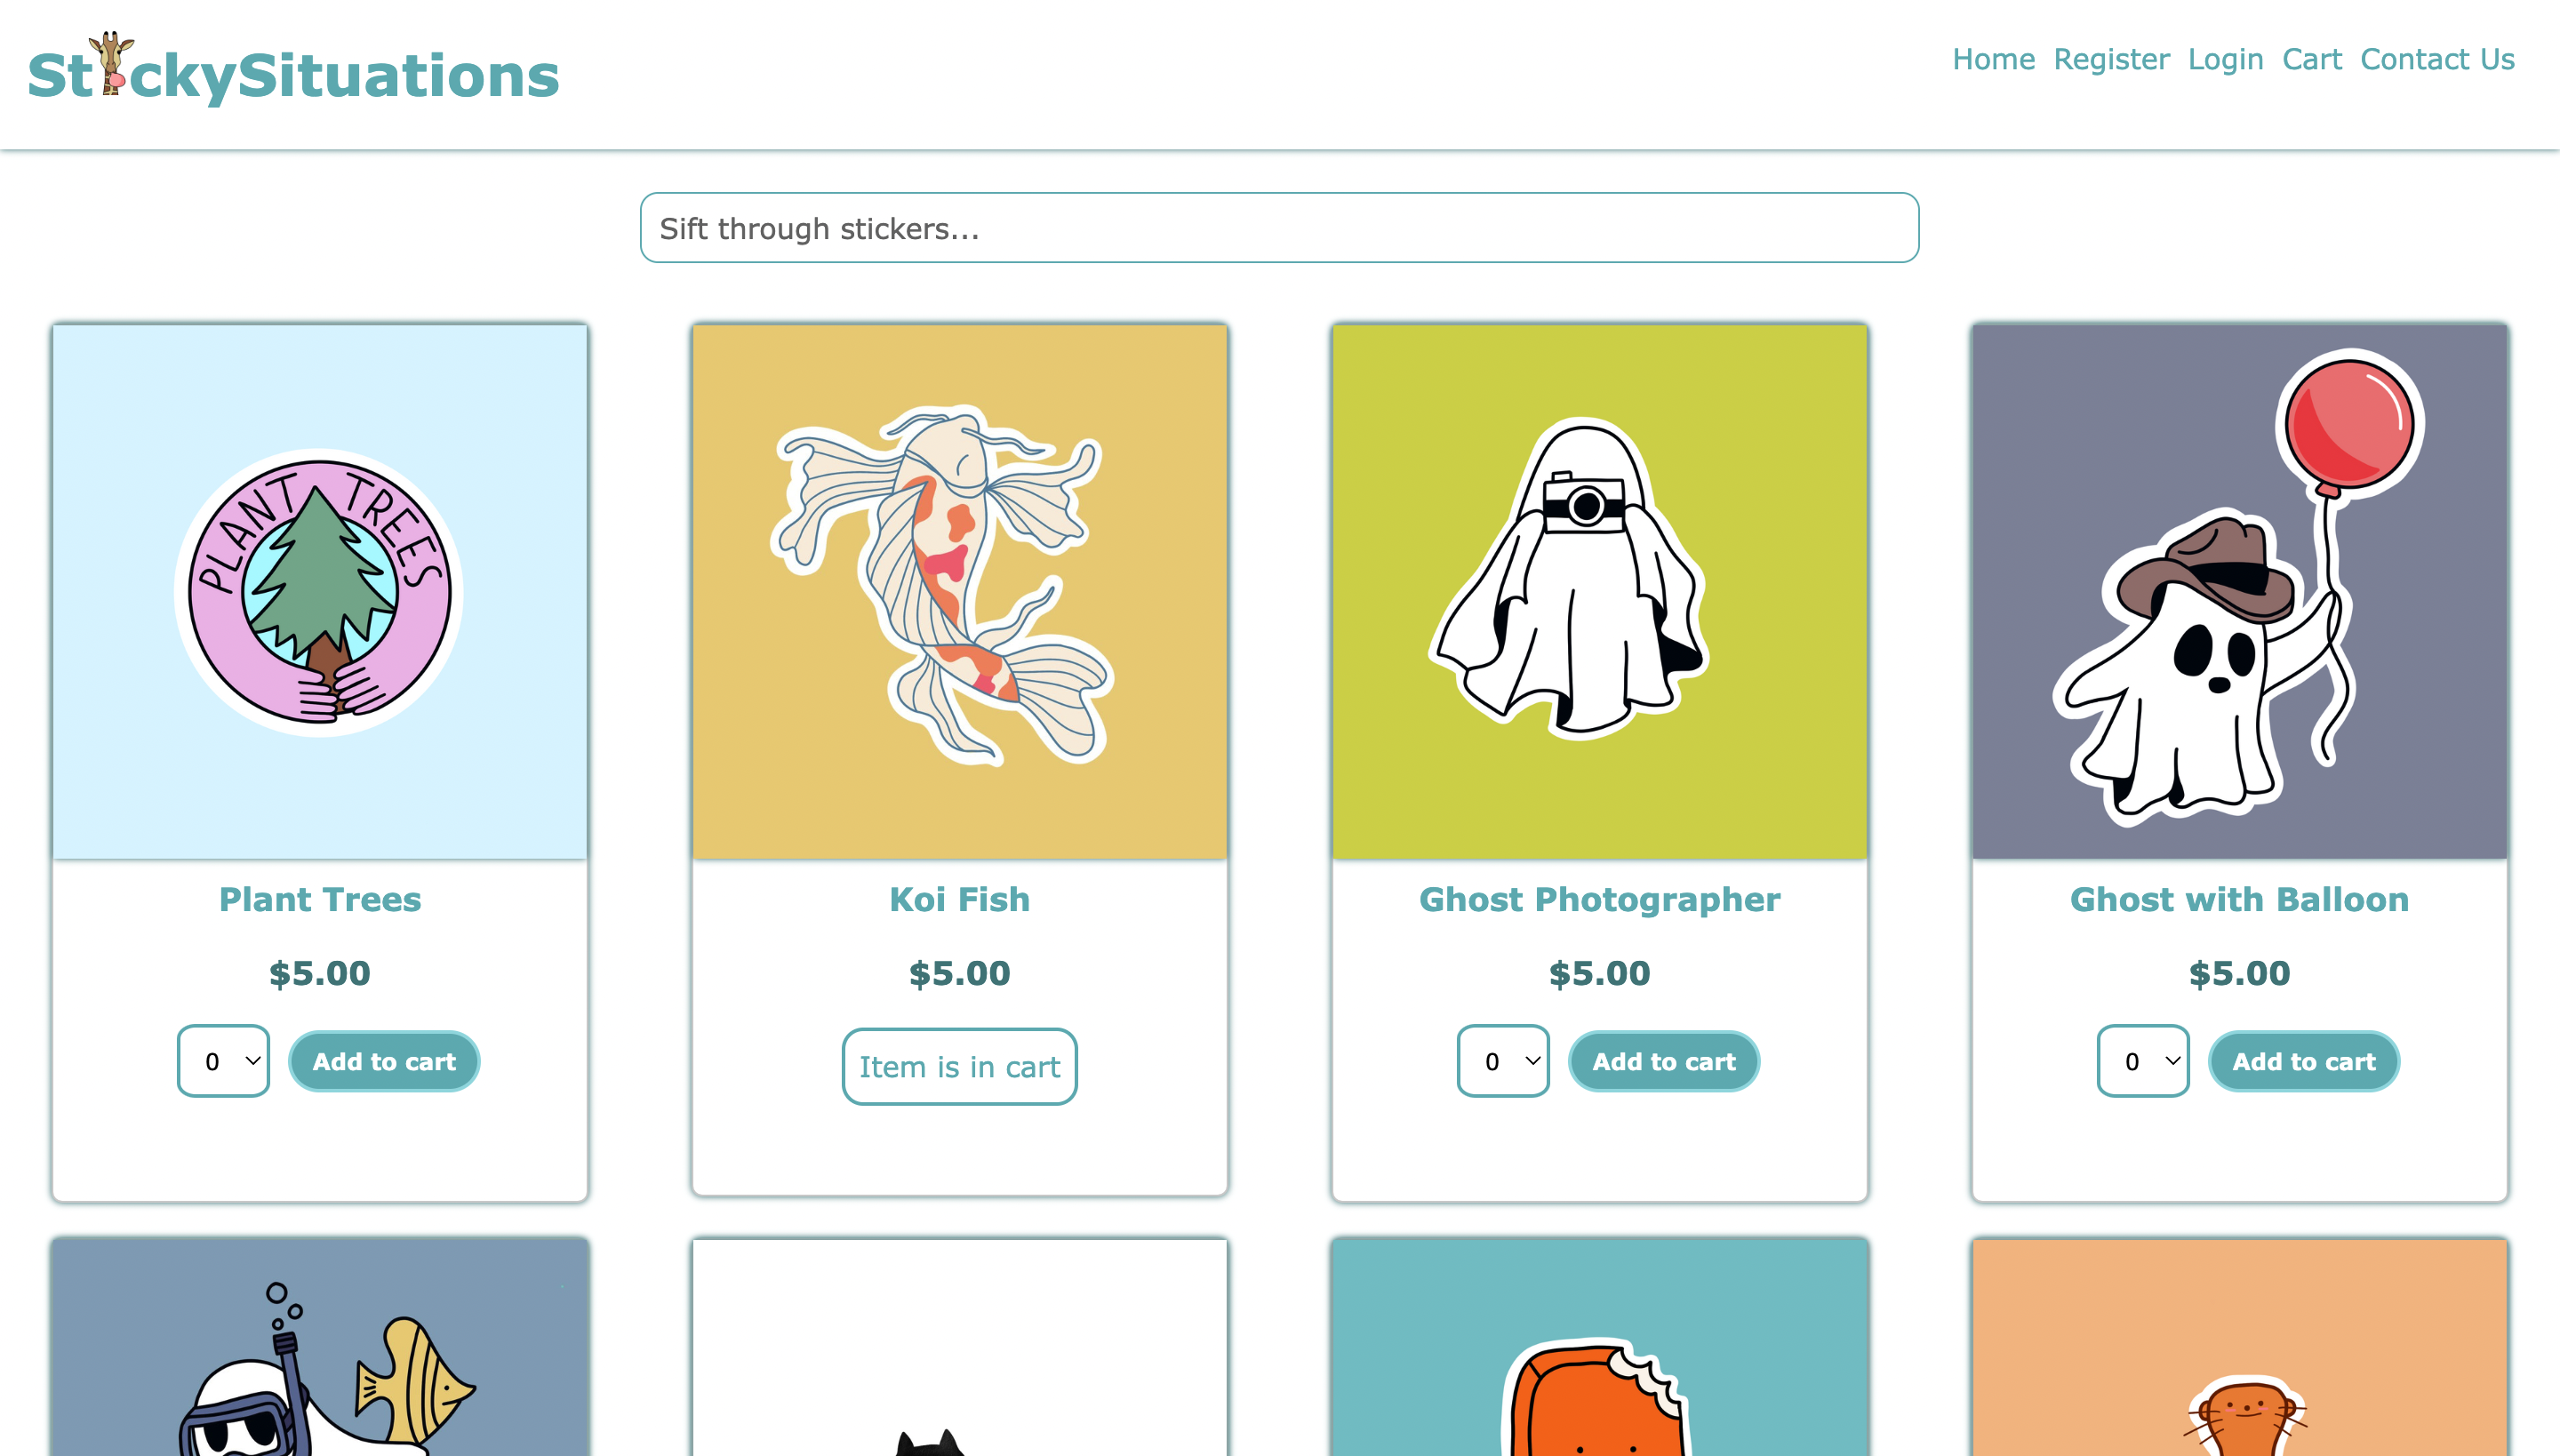 StickySituations
Home Register Login Cart Contact Us
Sift through stickers...
PLANT TREES
Plant Trees
$5.00
0 Add to cart
Koi Fish
$5.00
Item is in cart
Ghost Photographer
$5.00
0 Add to cart
Ghost with Balloon
$5.00
0 Add to cart